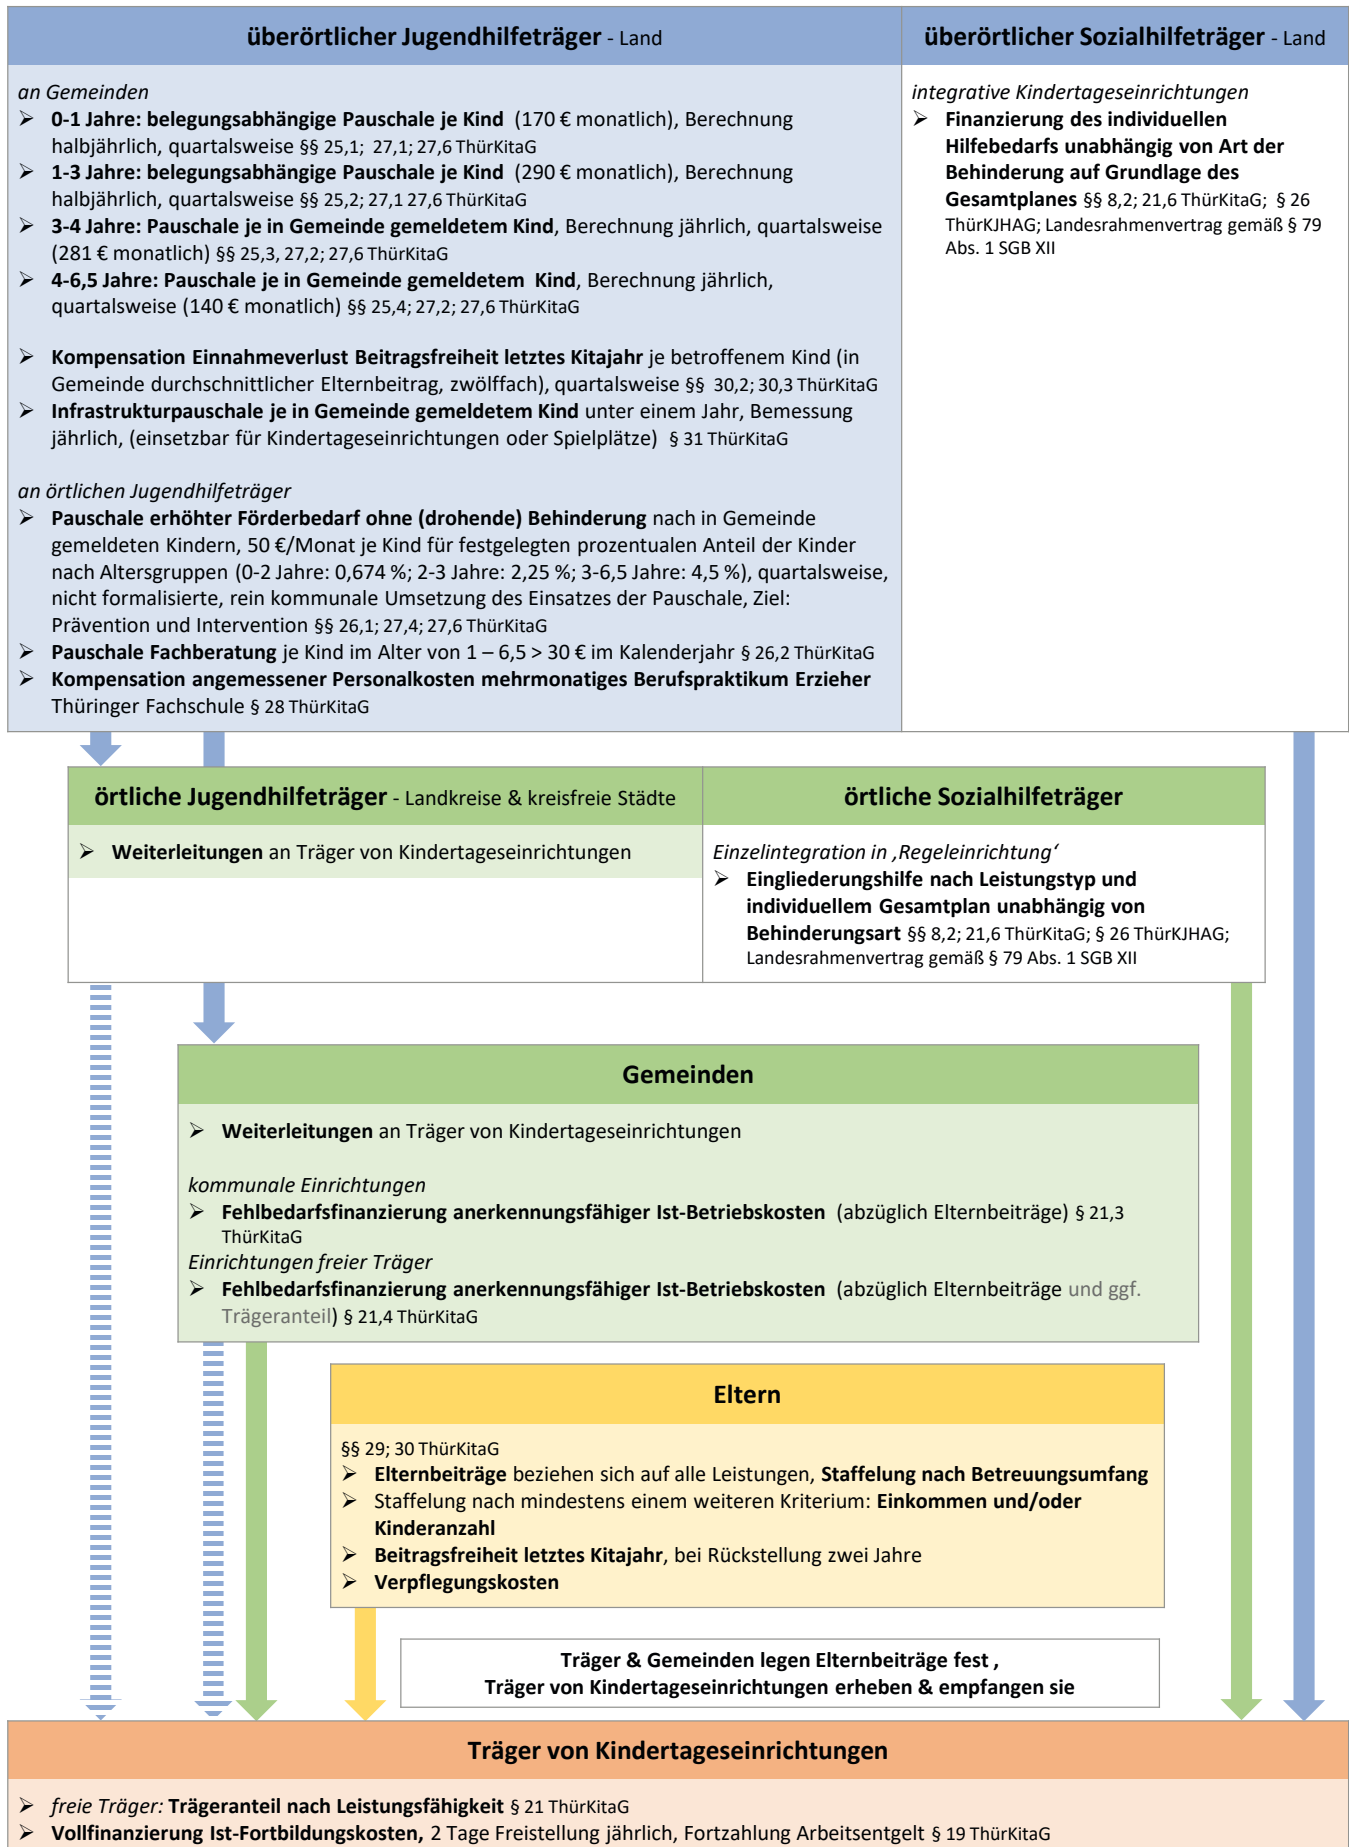 überörtlicher Jugendhilfeträger - Land
an Gemeinden
➢ 0-1 Jahre: belegungsabhängige Pauschale je Kind (170 € monatlich), Berechnung
halbjährlich, quartalsweise §§ 25,1; 27,1; 27,6 ThürKitaG
➢ 1-3 Jahre: belegungsabhängige Pauschale je Kind (290 € monatlich), Berechnung
halbjährlich, quartalsweise §§ 25,2; 27,1 27,6 ThürKitaG
➢ 3-4 Jahre: Pauschale je in Gemeinde gemeldetem Kind, Berechnung jährlich, quartalsweise
(281 € monatlich) §§ 25,3, 27,2; 27,6 ThürKitaG
➢ 4-6,5 Jahre: Pauschale je in Gemeinde gemeldetem Kind, Berechnung jährlich,
quartalsweise (140 € monatlich) §§ 25,4; 27,2; 27,6 ThürKitaG
➢ Kompensation Einnahmeverlust Beitragsfreiheit letztes Kitajahr je betroffenem Kind (in
Gemeinde durchschnittlicher Elternbeitrag, zwölffach), quartalsweise §§ 30,2; 30,3 ThürKitaG
➢ Infrastrukturpauschale je in Gemeinde gemeldetem Kind unter einem Jahr, Bemessung
jährlich, (einsetzbar für Kindertageseinrichtungen oder Spielplätze) § 31 ThürKitaG
an örtlichen Jugendhilfeträger
➢ Pauschale erhöhter Förderbedarf ohne (drohende) Behinderung nach in Gemeinde
gemeldeten Kindern, 50 €/Monat je Kind für festgelegten prozentualen Anteil der Kinder
nach Altersgruppen (0-2 Jahre: 0,674 %; 2-3 Jahre: 2,25 %; 3-6,5 Jahre: 4,5 %), quartalsweise,
nicht formalisierte, rein kommunale Umsetzung des Einsatzes der Pauschale, Ziel:
Prävention und Intervention §§ 26,1; 27,4; 27,6 ThürKitaG
➢ Pauschale Fachberatung je Kind im Alter von 1 – 6,5 > 30 € im Kalenderjahr § 26,2 ThürKitaG
➢ Kompensation angemessener Personalkosten mehrmonatiges Berufspraktikum Erzieher
Thüringer Fachschule § 28 ThürKitaG
überörtlicher Sozialhilfeträger - Land
integrative Kindertageseinrichtungen
➢ Finanzierung des individuellen
Hilfebedarfs unabhängig von Art der
Behinderung auf Grundlage des
Gesamtplanes §§ 8,2; 21,6 ThürKitaG; § 26
ThürKJHAG; Landesrahmenvertrag gemäß § 79
Abs. 1 SGB XII
örtliche Jugendhilfeträger - Landkreise & kreisfreie Städte
➢ Weiterleitungen an Träger von Kindertageseinrichtungen
örtliche Sozialhilfeträger
Einzelintegration in ‚Regeleinrichtung‘
➢ Eingliederungshilfe nach Leistungstyp und
individuellem Gesamtplan unabhängig von
Behinderungsart §§ 8,2; 21,6 ThürKitaG; § 26 ThürKJHAG;
Landesrahmenvertrag gemäß § 79 Abs. 1 SGB XII
Gemeinden
➢ Weiterleitungen an Träger von Kindertageseinrichtungen
kommunale Einrichtungen
➢ Fehlbedarfsfinanzierung anerkennungsfähiger Ist-Betriebskosten (abzüglich Elternbeiträge) § 21,3
ThürKitaG
Einrichtungen freier Träger
➢ Fehlbedarfsfinanzierung anerkennungsfähiger Ist-Betriebskosten (abzüglich Elternbeiträge und ggf.
Trägeranteil) § 21,4 ThürKitaG
Eltern
§§ 29; 30 ThürKitaG
➢ Elternbeiträge beziehen sich auf alle Leistungen, Staffelung nach Betreuungsumfang
➢ Staffelung nach mindestens einem weiteren Kriterium: Einkommen und/oder
Kinderanzahl
➢ Beitragsfreiheit letztes Kitajahr, bei Rückstellung zwei Jahre
➢ Verpflegungskosten
Träger & Gemeinden legen Elternbeiträge fest ,
Träger von Kindertageseinrichtungen erheben & empfangen sie
Träger von Kindertageseinrichtungen
➢ freie Träger: Trägeranteil nach Leistungsfähigkeit § 21 ThürKitaG
➢ Vollfinanzierung Ist-Fortbildungskosten, 2 Tage Freistellung jährlich, Fortzahlung Arbeitsentgelt § 19 ThürKitaG